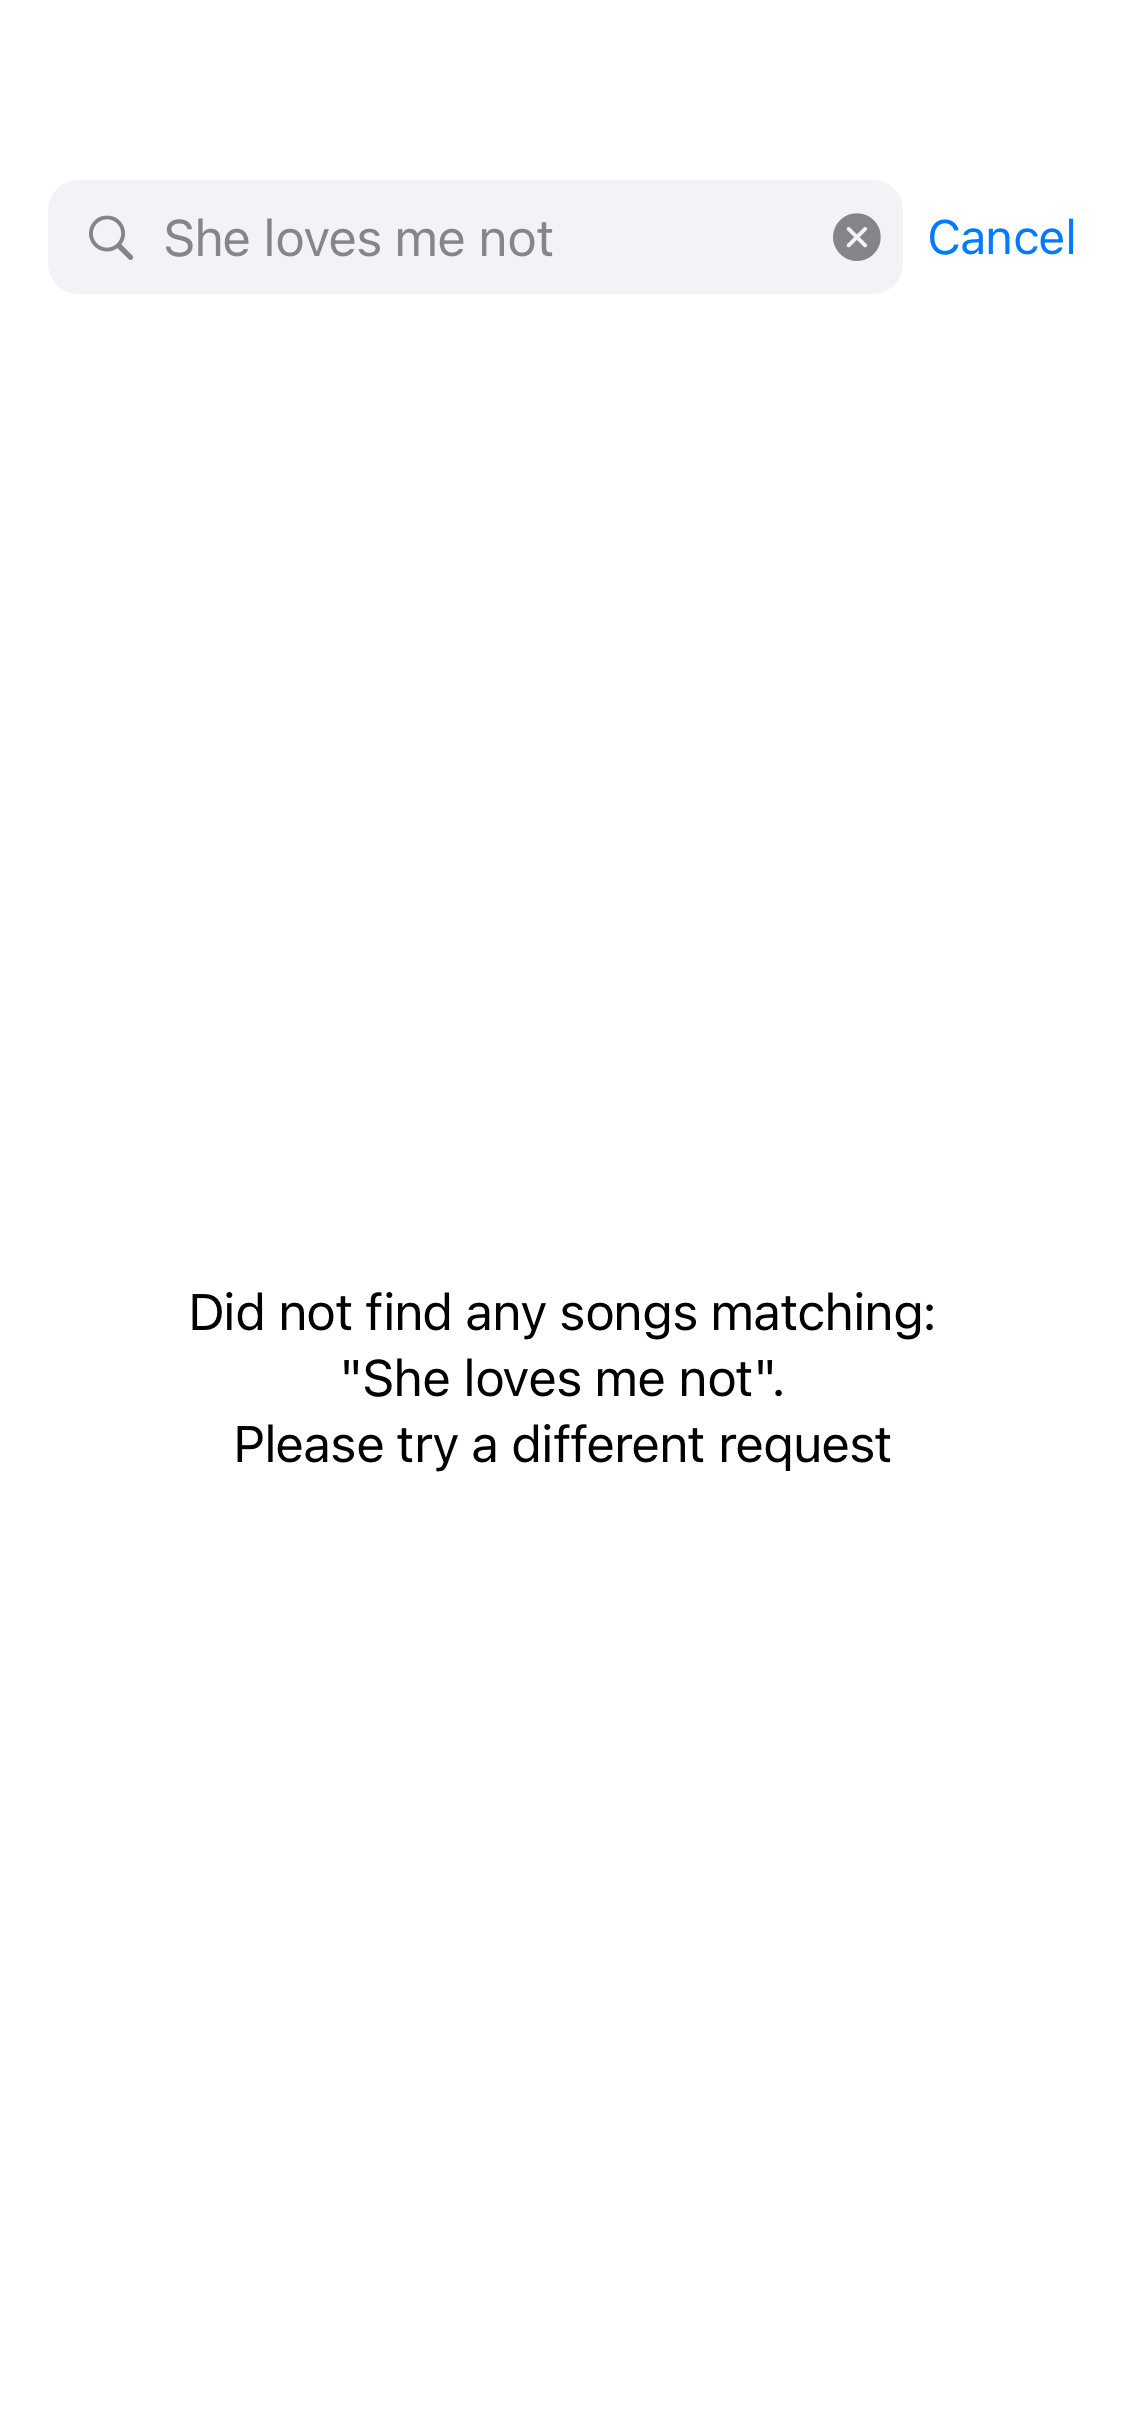 She loves me not
Cancel
Did not find any songs matching:
"She loves me not".
Please try a different request